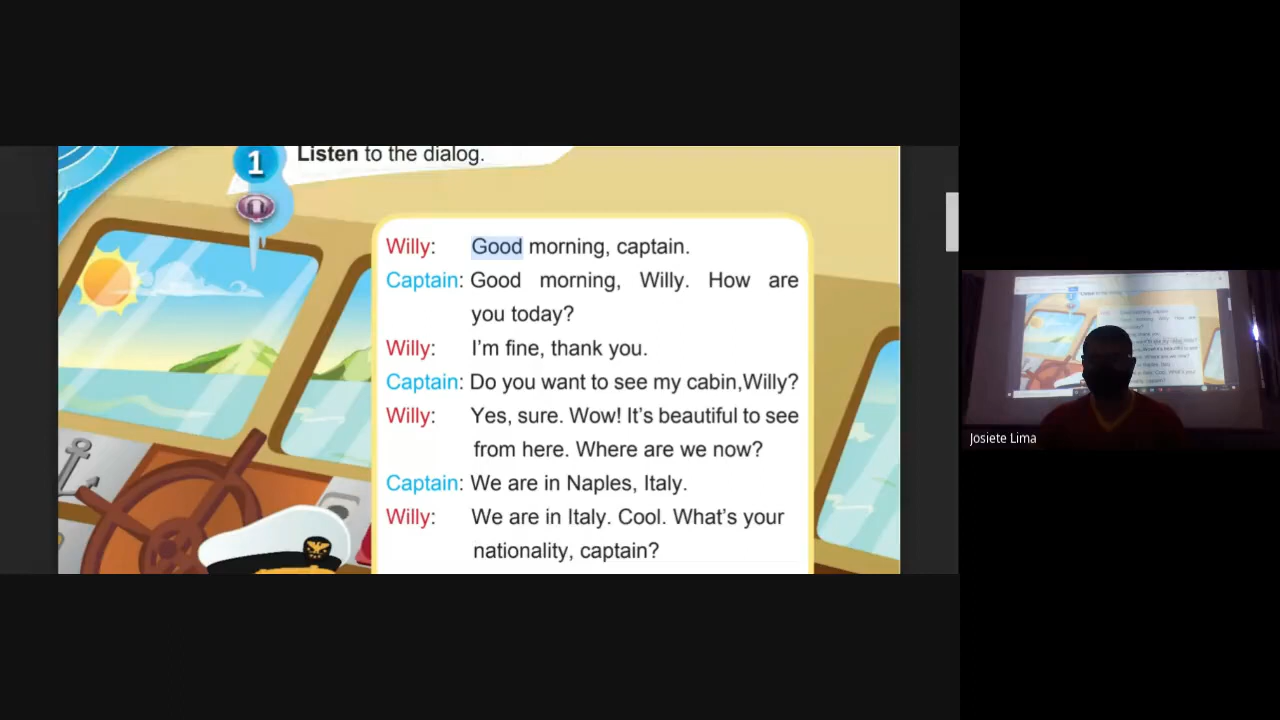 1
Listen to the dialog.
Willy: Good morning, captain.
Captain: Good morning, Willy. How are
you today?
Willy: I'm fine, thank you.
Captain: Do you want to see my cabin,Willy?
Willy: Yes, sure. Wow! It's beautiful to see
from here. Where are we now?
Captain: We are in Naples, Italy.
Willy: We are in Italy. Cool. What's your
nationality, captain?
Josiete Lima